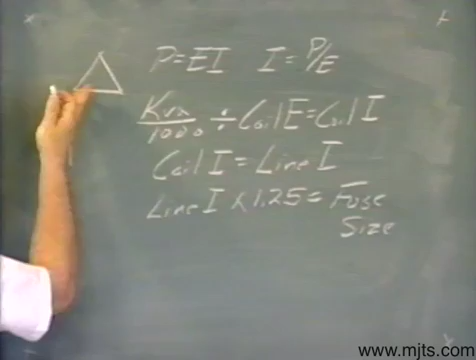 P=EI I=P/E
Kva/1000 ÷ Coil E = Coil I
Coil I = Line I
Line I x 1.25 = Fuse
Size
www.mjts.com